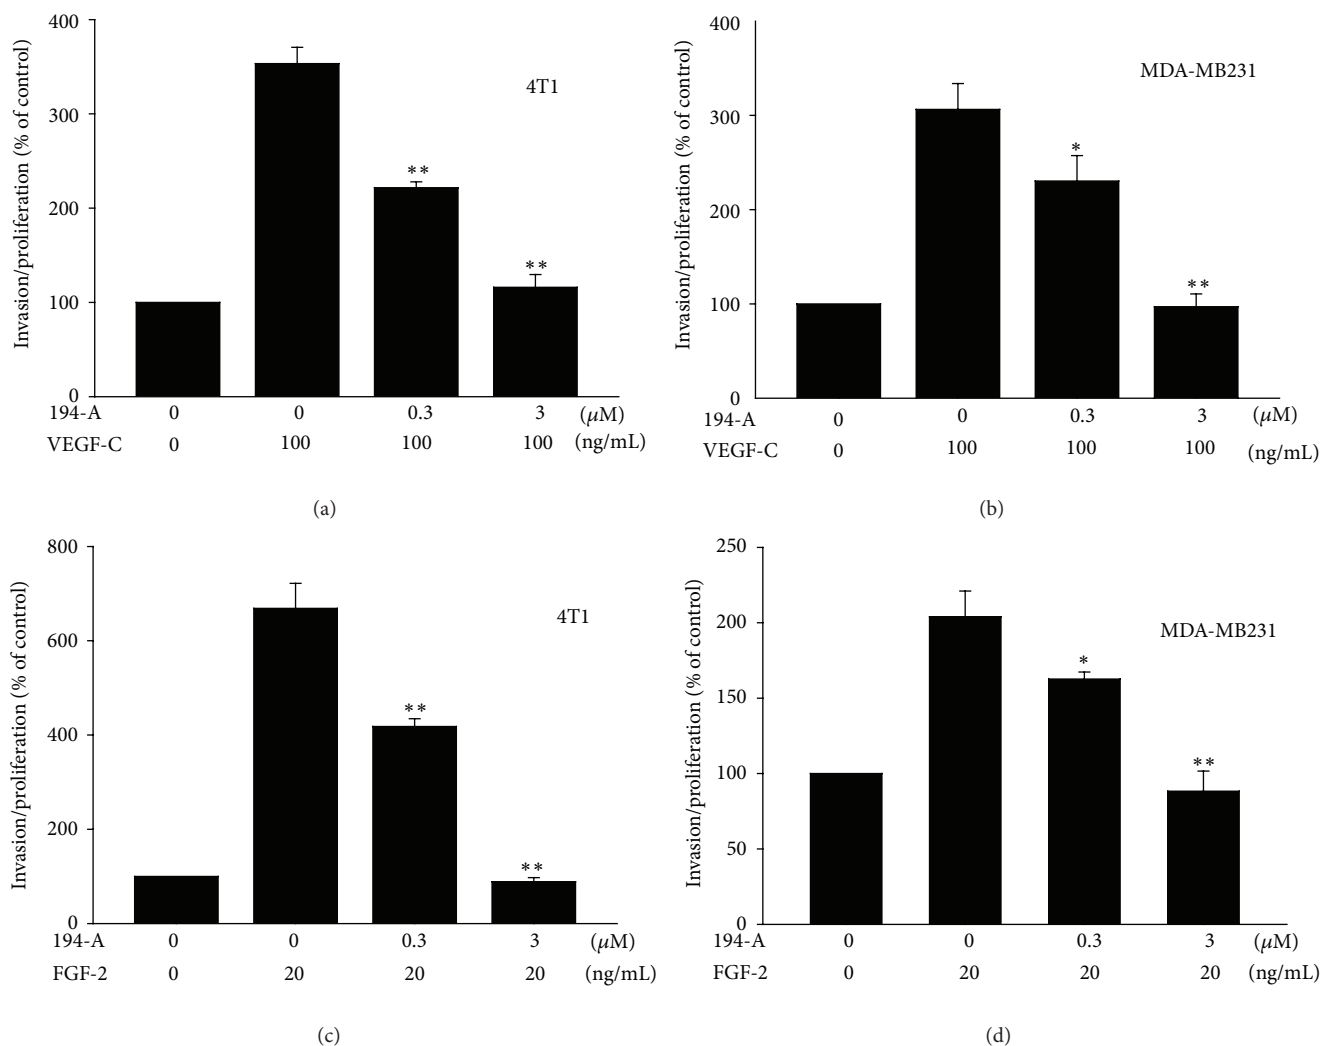 Invasion/proliferation (% of control)
400
300
200
100
0
4T1
**
**
194-A 0 0 0.3 3 (μM)
VEGF-C 0 100 100 100 (ng/mL)
(a)
Invasion/proliferation (% of control)
400
300
200
100
0
MDA-MB231
*
**
194-A 0 0 0.3 3 (μM)
VEGF-C 0 100 100 100 (ng/mL)
(b)
Invasion/proliferation (% of control)
800
600
400
200
0
4T1
**
**
194-A 0 0 0.3 3 (μM)
FGF-2 0 20 20 20 (ng/mL)
(c)
Invasion/proliferation (% of control)
250
200
150
100
50
0
MDA-MB231
*
**
194-A 0 0 0.3 3 (μM)
FGF-2 0 20 20 20 (ng/mL)
(d)